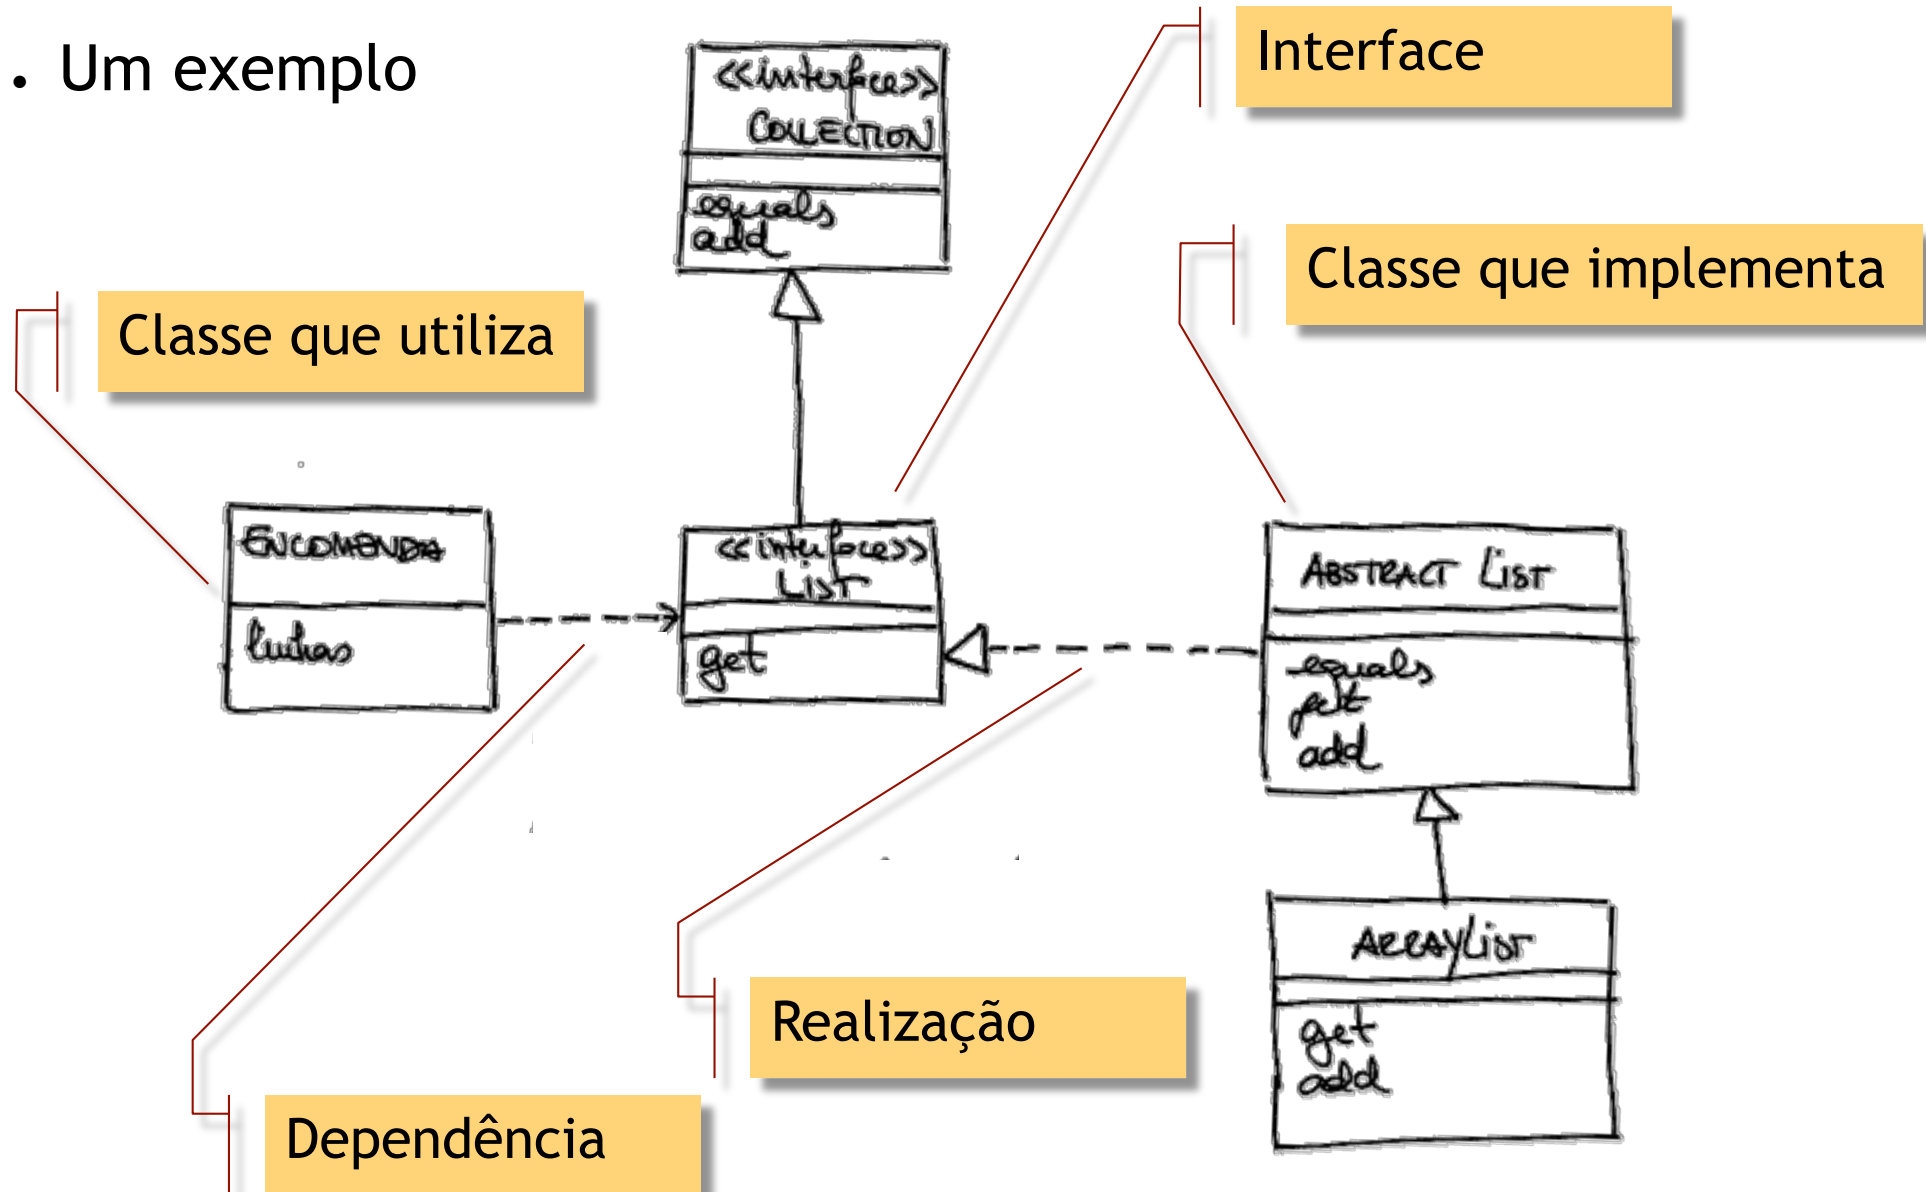 . Um exemplo
Interface
<<interface>>
COLLECTION
equals
add
Classe que implementa
Classe que utiliza
ENCOMENDA
linhas
<<interface>>
LIST
get
ABSTRACT LIST
equals
get
add
ARRAYLIST
get
add
Realização
Dependência